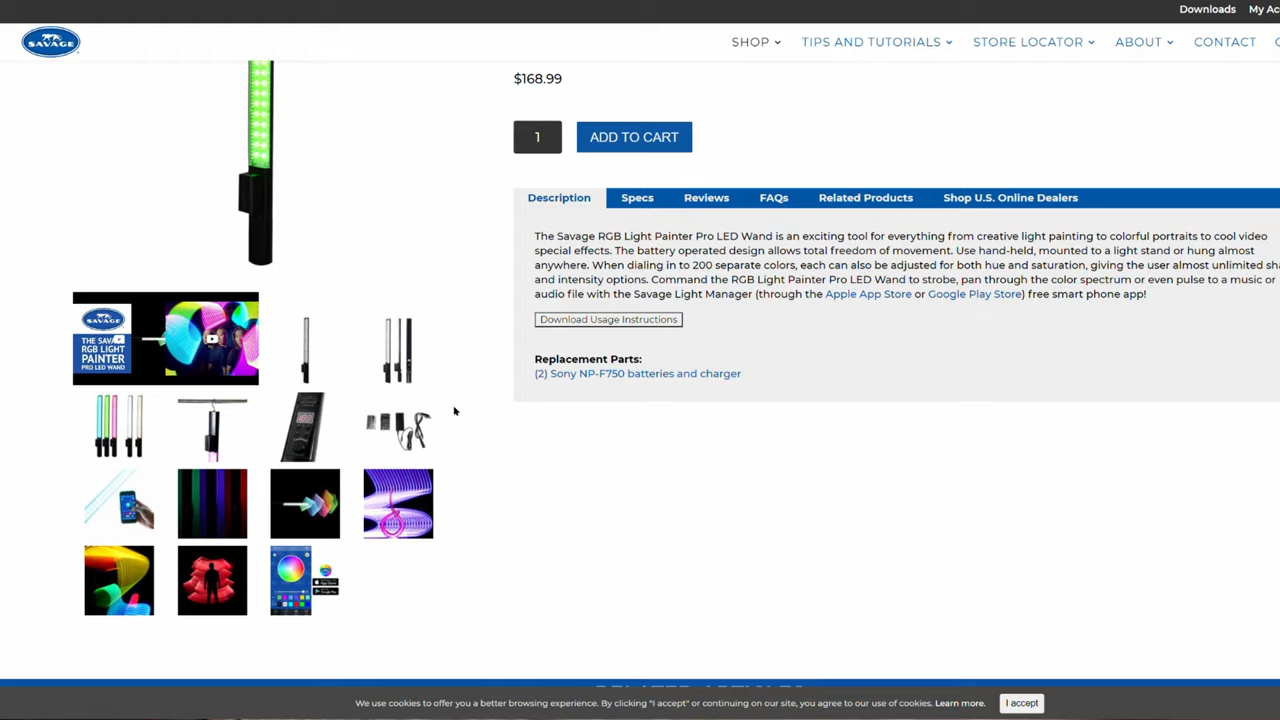 Downloads My Ac
SAVAGE
SHOP TIPS AND TUTORIALS STORE LOCATOR ABOUT CONTACT
$168.99
1 ADD TO CART
Description Specs Reviews FAQs Related Products Shop U.S. Online Dealers
The Savage RGB Light Painter Pro LED Wand is an exciting tool for everything from creative light painting to colorful portraits to cool video
special effects. The battery operated design allows total freedom of movement. Use hand-held, mounted to a light stand or hung almost
anywhere. When dialing in to 200 separate colors, each can also be adjusted for both hue and saturation, giving the user almost unlimited sha
and intensity options. Command the RGB Light Painter Pro LED Wand to strobe, pan through the color spectrum or even pulse to a music or
audio file with the Savage Light Manager (through the Apple App Store or Google Play Store) free smart phone app!
Download Usage Instructions
Replacement Parts:
(2) Sony NP-F750 batteries and charger
SAVAGE
THE SAVA
RGB LIGHT
PAINTER
PRO LED WAND
RELATED ARTICLES
We use cookies to offer you a better browsing experience. By clicking "I accept" or continuing on our site, you agree to our use of cookies. Learn more.
I accept